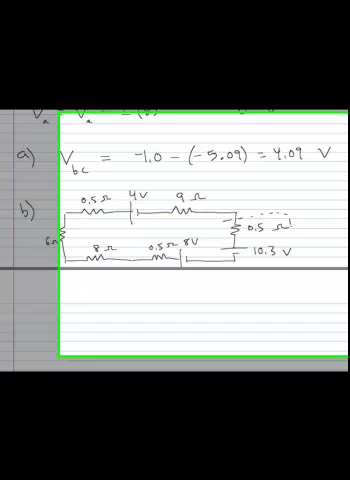 a) V_bc = -1.0 - (-5.09) = 4.09 V
b)
0.5 Ω 4V 9 Ω
6Ω 0.5 Ω
8 Ω 0.5 Ω 8V 10.3 V